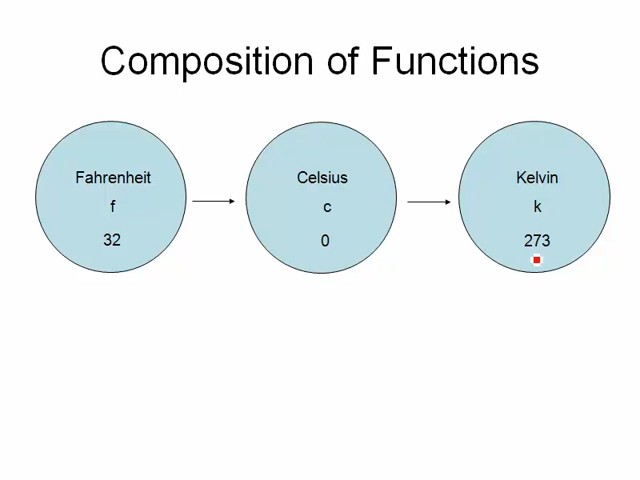 Composition of Functions
Fahrenheit
f
32
Celsius
c
0
Kelvin
k
273